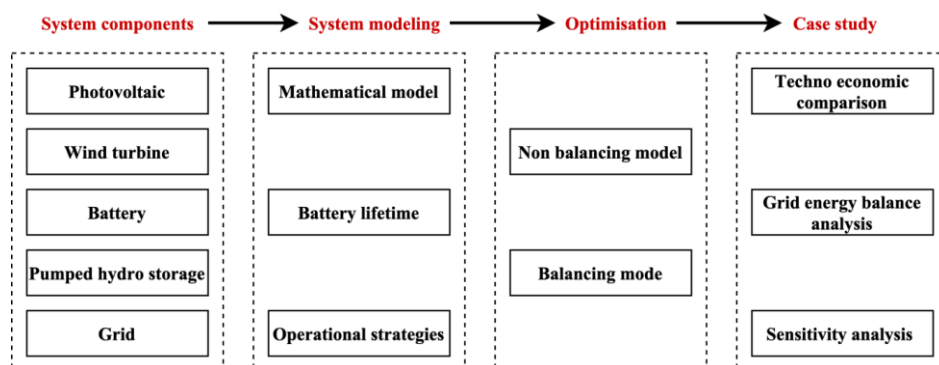 System components
System modeling
Optimisation
Case study
Photovoltaic
Wind turbine
Battery
Pumped hydro storage
Grid
Mathematical model
Battery lifetime
Operational strategies
Non balancing model
Balancing mode
Techno economic
comparison
Grid energy balance
analysis
Sensitivity analysis